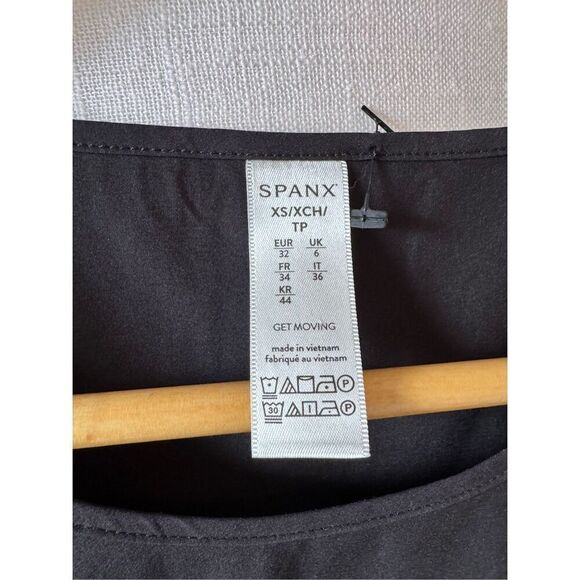 SPANX®
XS/XCH/
TP
EUR UK
32 6
FR IT
34 36
KR
44
GET MOVING
made in vietnam
fabriqué au vietnam
P
30 P